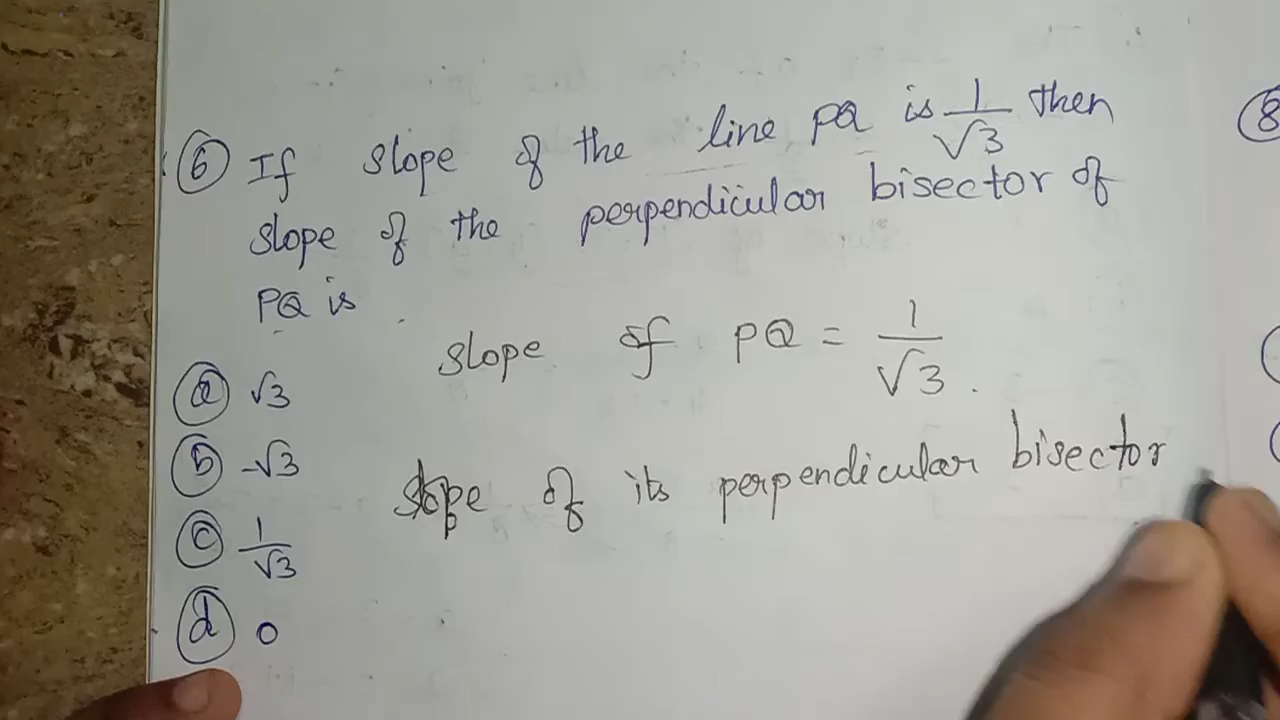 ⑥ If slope of the line PQ is 1/√3 then
slope of the perpendicular bisector of
PQ is
slope of PQ = 1/√3.
ⓐ √3
ⓑ -√3
slope of its perpendicular bisector
ⓒ 1/√3
ⓓ 0
⑧